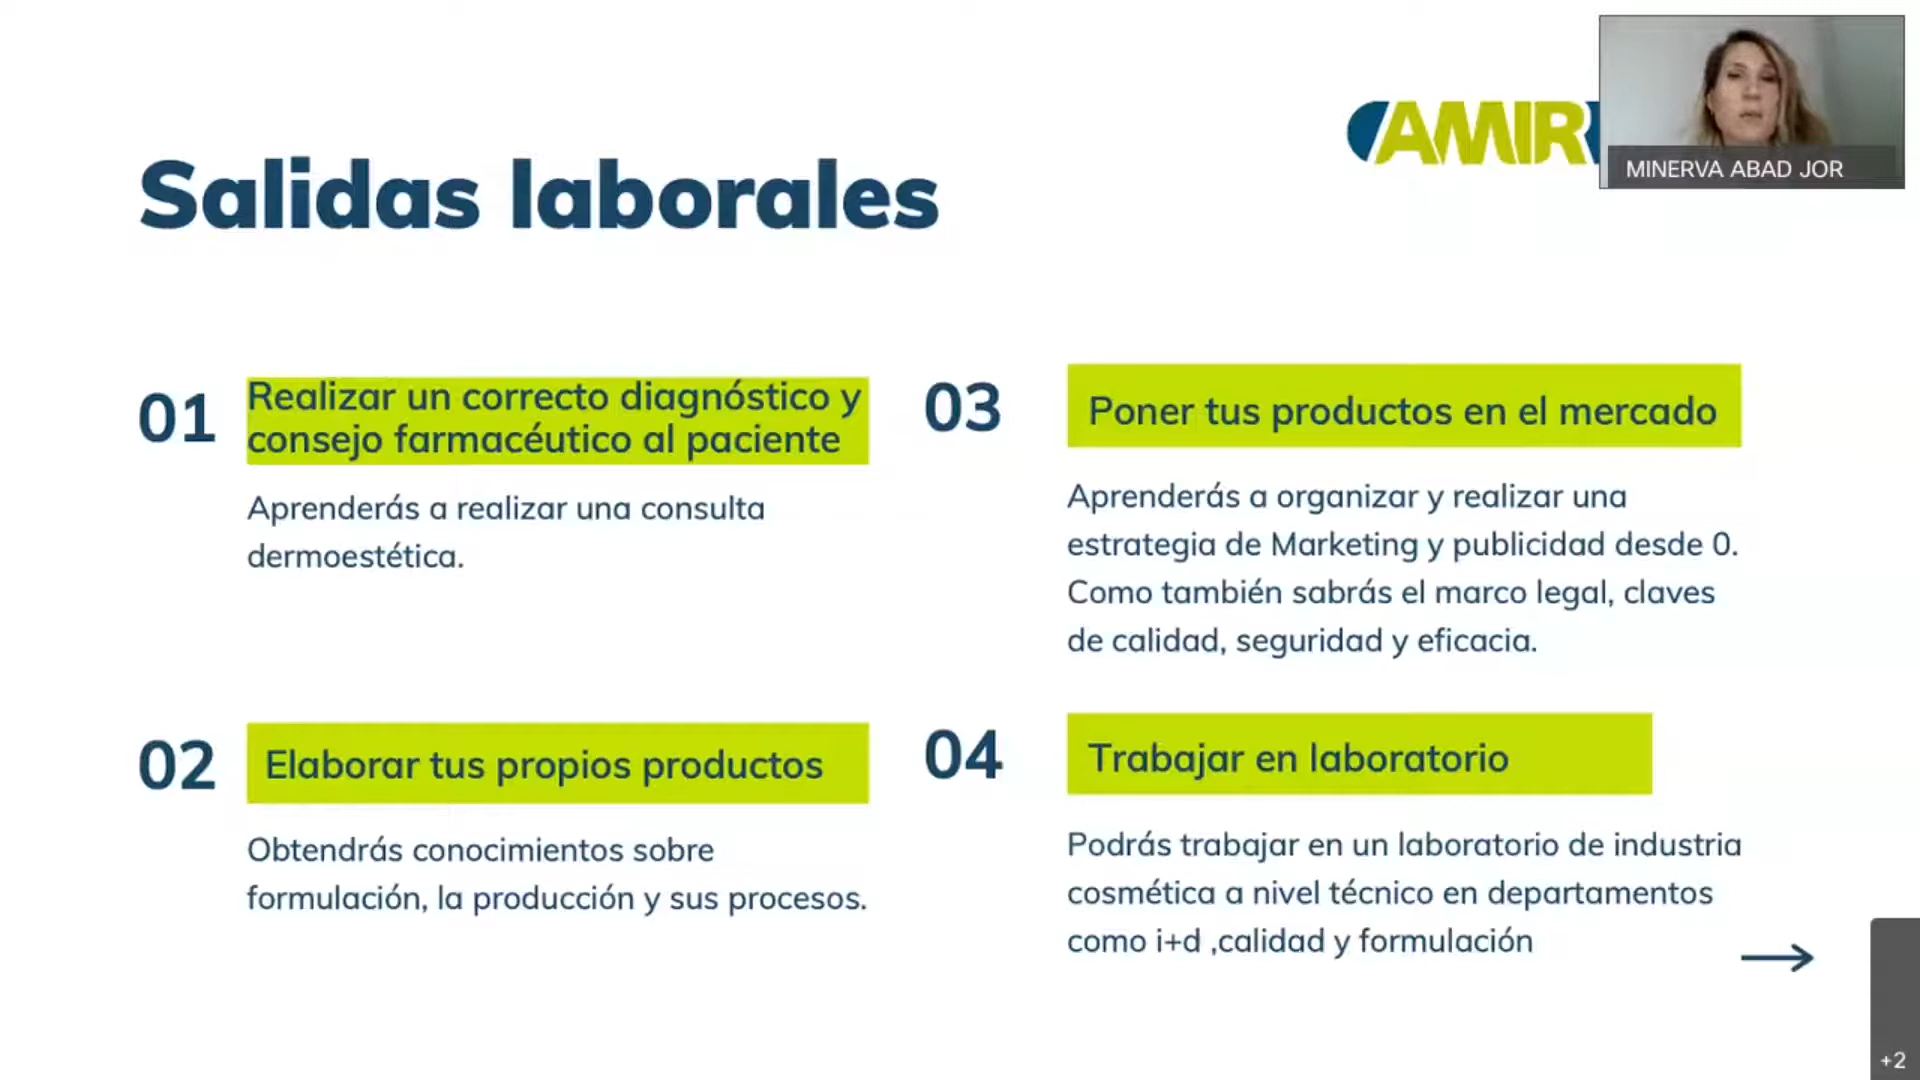 AMIR
MINERVA ABAD JOR
Salidas laborales
01
Realizar un correcto diagnóstico y
consejo farmacéutico al paciente
Aprenderás a realizar una consulta
dermoestética.
02
Elaborar tus propios productos
Obtendrás conocimientos sobre
formulación, la producción y sus procesos.
03
Poner tus productos en el mercado
Aprenderás a organizar y realizar una
estrategia de Marketing y publicidad desde 0.
Como también sabrás el marco legal, claves
de calidad, seguridad y eficacia.
04
Trabajar en laboratorio
Podrás trabajar en un laboratorio de industria
cosmética a nivel técnico en departamentos
como i+d ,calidad y formulación
+2